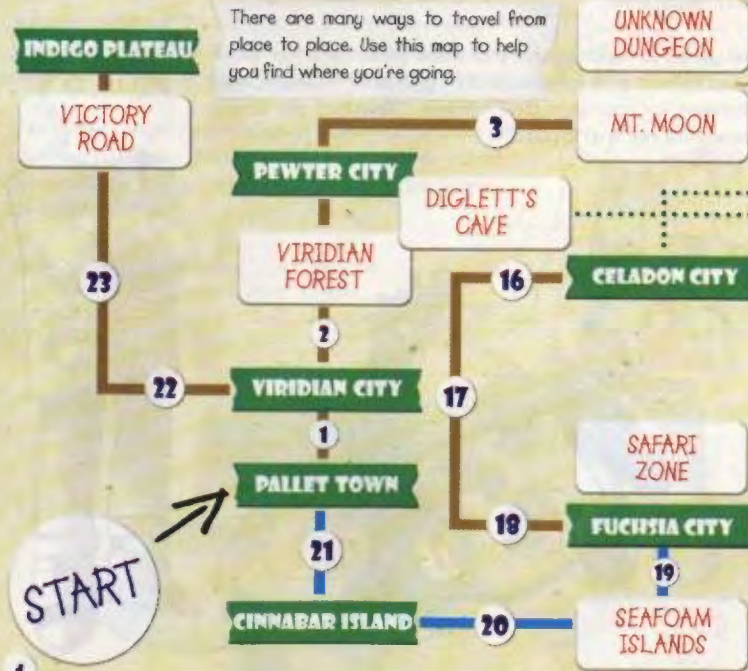 There are many ways to travel from
place to place. Use this map to help
you find where you're going.
UNKNOWN
DUNGEON
INDIGO PLATEAU
VICTORY
ROAD
3
MT. MOON
PEWTER CITY
DIGLETT'S
CAVE
VIRIDIAN
FOREST
23
16
CELADON CITY
2
22
VIRIDIAN CITY
17
1
SAFARI
ZONE
PALLET TOWN
18
FUCHSIA CITY
21
19
START
CINNABAR ISLAND
20
SEAFOAM
ISLANDS